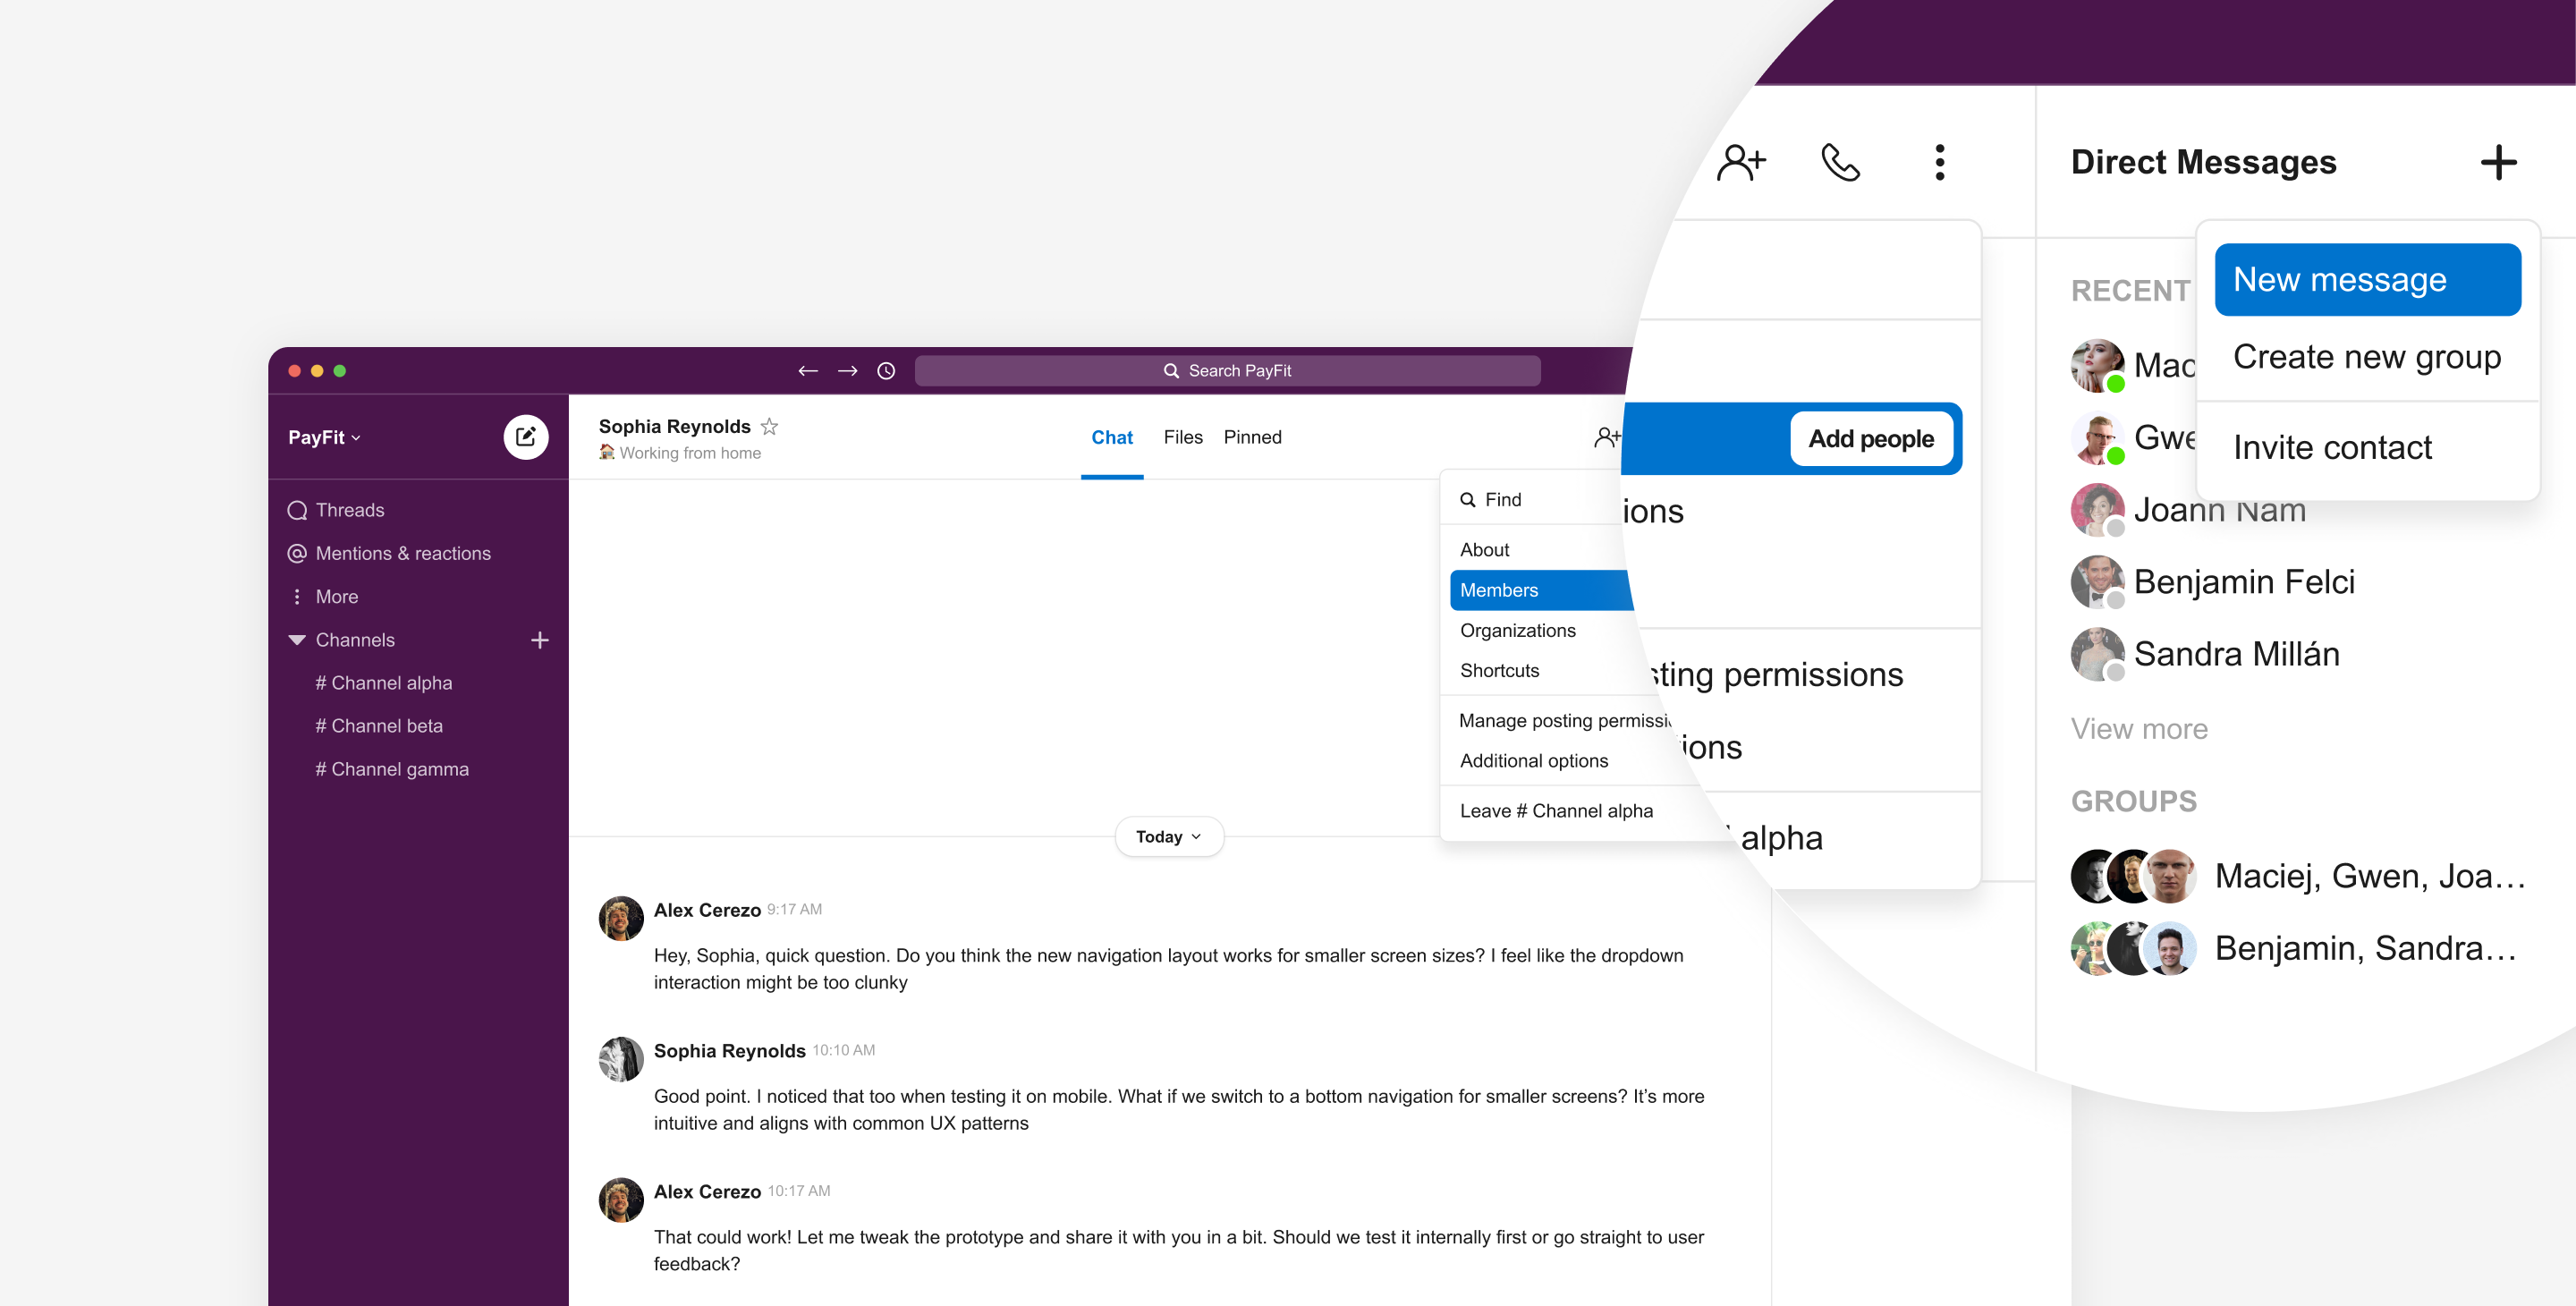 Search PayFit
PayFit
Threads
Mentions & reactions
More
Channels
# Channel alpha
# Channel beta
# Channel gamma
Sophia Reynolds
Working from home
Chat
Files
Pinned
Find
About
Members
Organizations
Shortcuts
Manage posting permissi
Additional options
Leave # Channel alpha
Today
Alex Cerezo 9:17 AM
Hey, Sophia, quick question. Do you think the new navigation layout works for smaller screen sizes? I feel like the dropdown
interaction might be too clunky
Sophia Reynolds 10:10 AM
Good point. I noticed that too when testing it on mobile. What if we switch to a bottom navigation for smaller screens? It’s more
intuitive and aligns with common UX patterns
Alex Cerezo 10:17 AM
That could work! Let me tweak the prototype and share it with you in a bit. Should we test it internally first or go straight to user
feedback?
Add people
ions
sting permissions
ions
alpha
Direct Messages
New message
Create new group
Invite contact
RECENT
Mac
Gwe
Joann Nam
Benjamin Felci
Sandra Millán
View more
GROUPS
Maciej, Gwen, Joa…
Benjamin, Sandra…